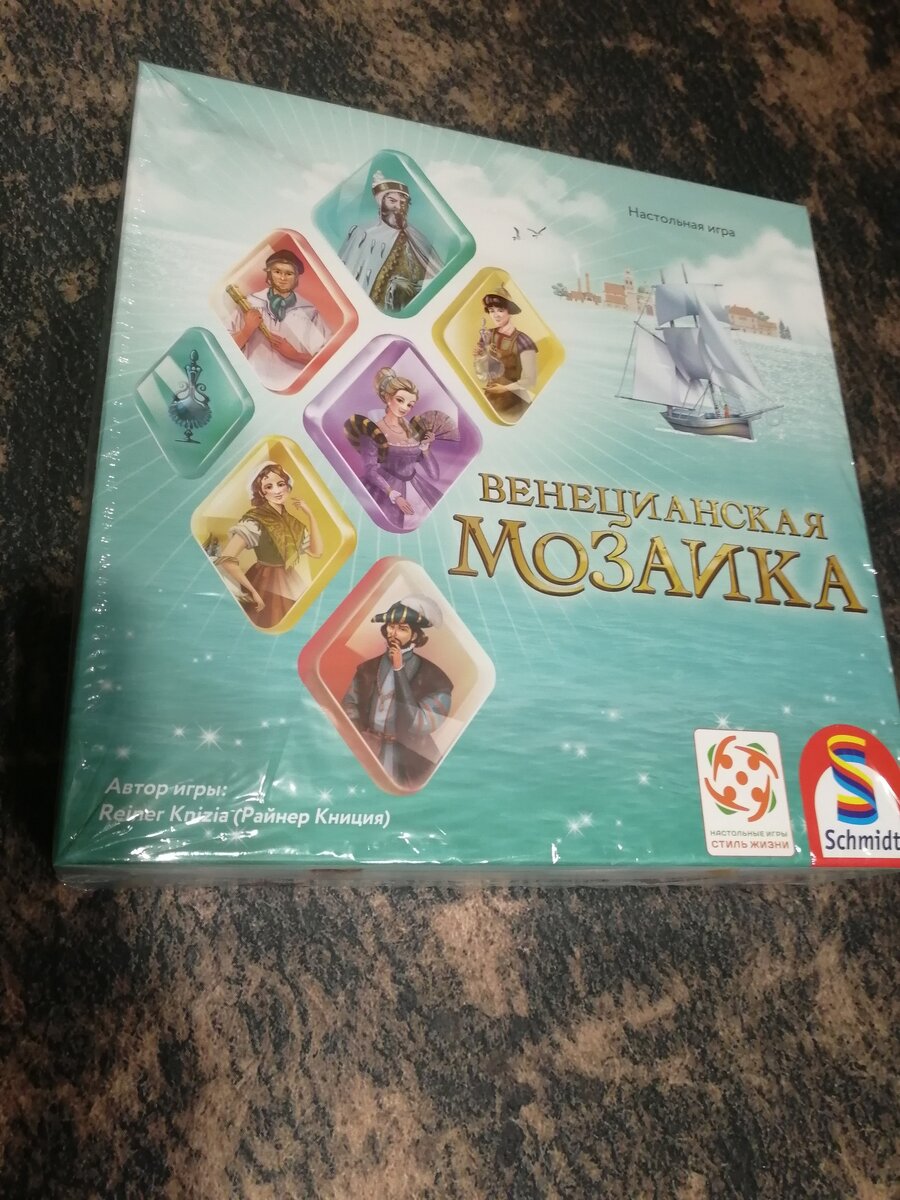 Настольная игра
ВЕНЕЦИАНСКАЯ
МОЗАИКА
Автор игры:
Reiner Knizia (Райнер Книция)
НАСТОЛЬНЫЕ ИГРЫ
СТИЛЬ ЖИЗНИ
Schmidt